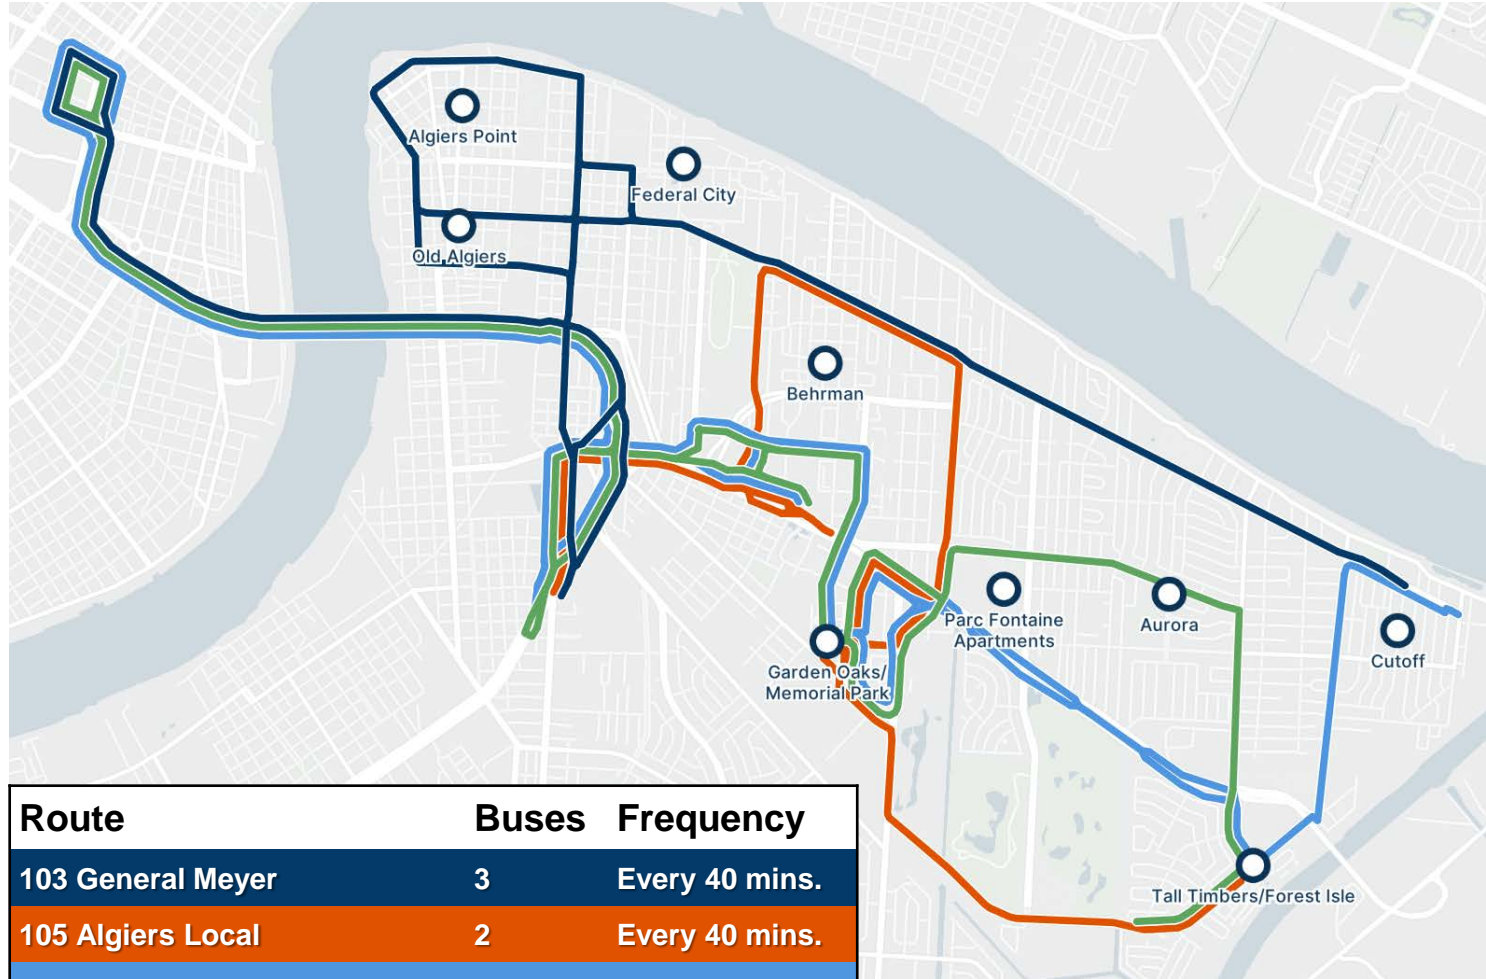 Algiers Point
Federal City
Old Algiers
Behrman
Parc Fontaine
Apartments
Aurora
Cutoff
Garden Oaks/
Memorial Park
Tall Timbers/Forest Isle
Route Buses Frequency
103 General Meyer 3 Every 40 mins.
105 Algiers Local 2 Every 40 mins.